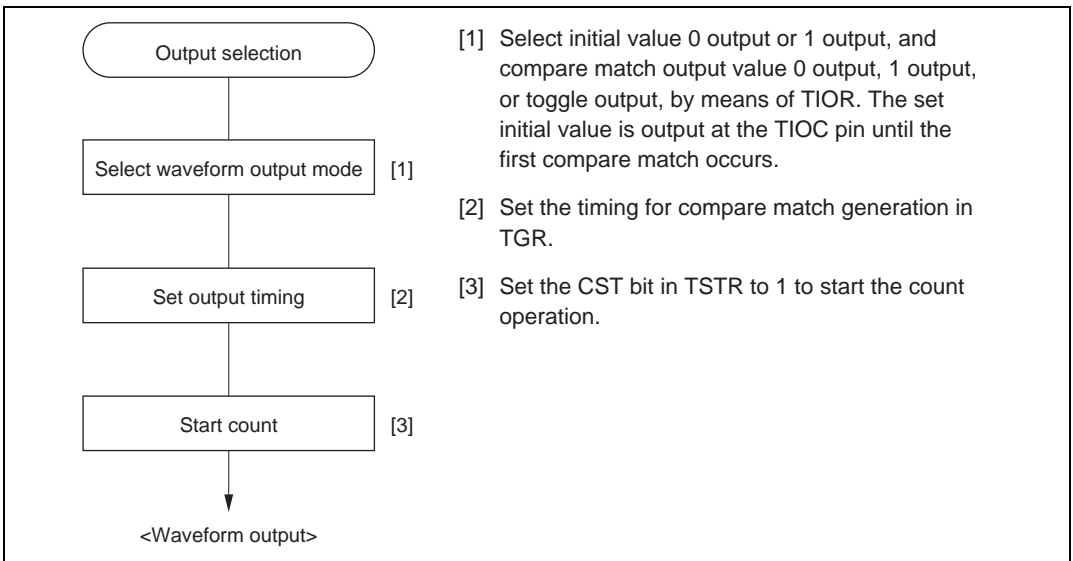 Output selection
Select waveform output mode [1]
Set output timing [2]
Start count [3]
<Waveform output>
[1] Select initial value 0 output or 1 output, and
compare match output value 0 output, 1 output,
or toggle output, by means of TIOR. The set
initial value is output at the TIOC pin until the
first compare match occurs.
[2] Set the timing for compare match generation in
TGR.
[3] Set the CST bit in TSTR to 1 to start the count
operation.